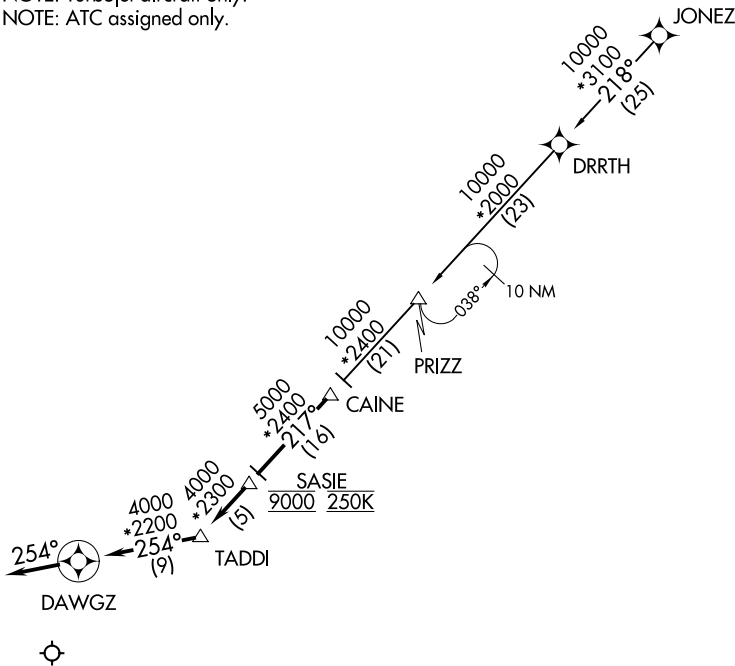 NOTE: Turbojet aircraft only.
NOTE: ATC assigned only.
JONEZ
10000
*3100
218°
(25)
DRRTH
10000
*2000
(23)
038°
10 NM
PRIZZ
10000
*2400
(21)
CAINE
5000
*2400
217°
(16)
SASIE
9000 250K
4000
*2300
(5)
TADDI
4000
*2200
254°
(9)
254°
DAWGZ